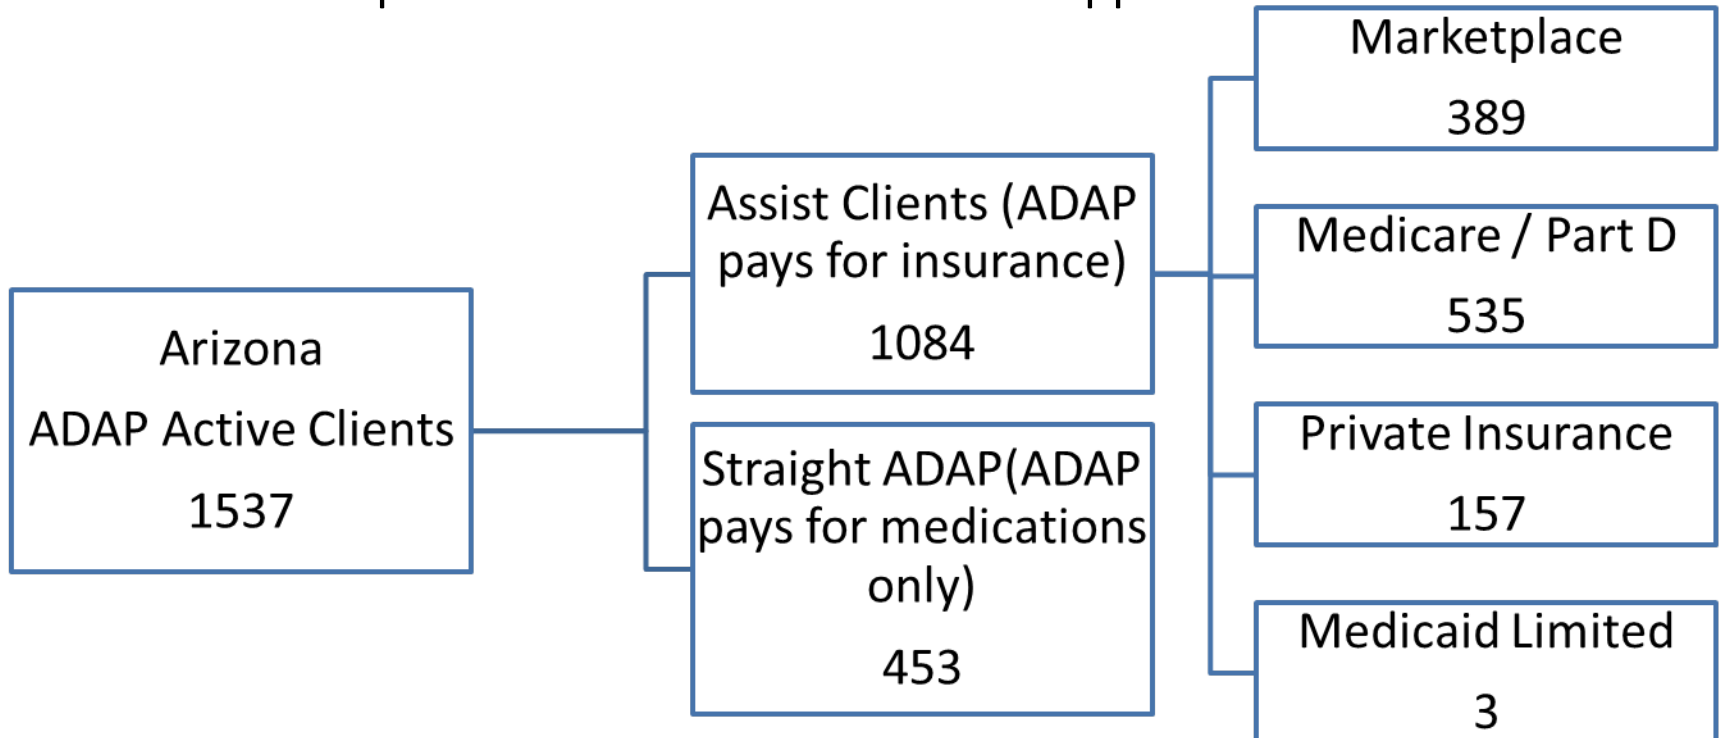 Arizona
ADAP Active Clients
1537
Assist Clients (ADAP
pays for insurance)
1084
Straight ADAP(ADAP
pays for medications
only)
453
Marketplace
389
Medicare / Part D
535
Private Insurance
157
Medicaid Limited
3